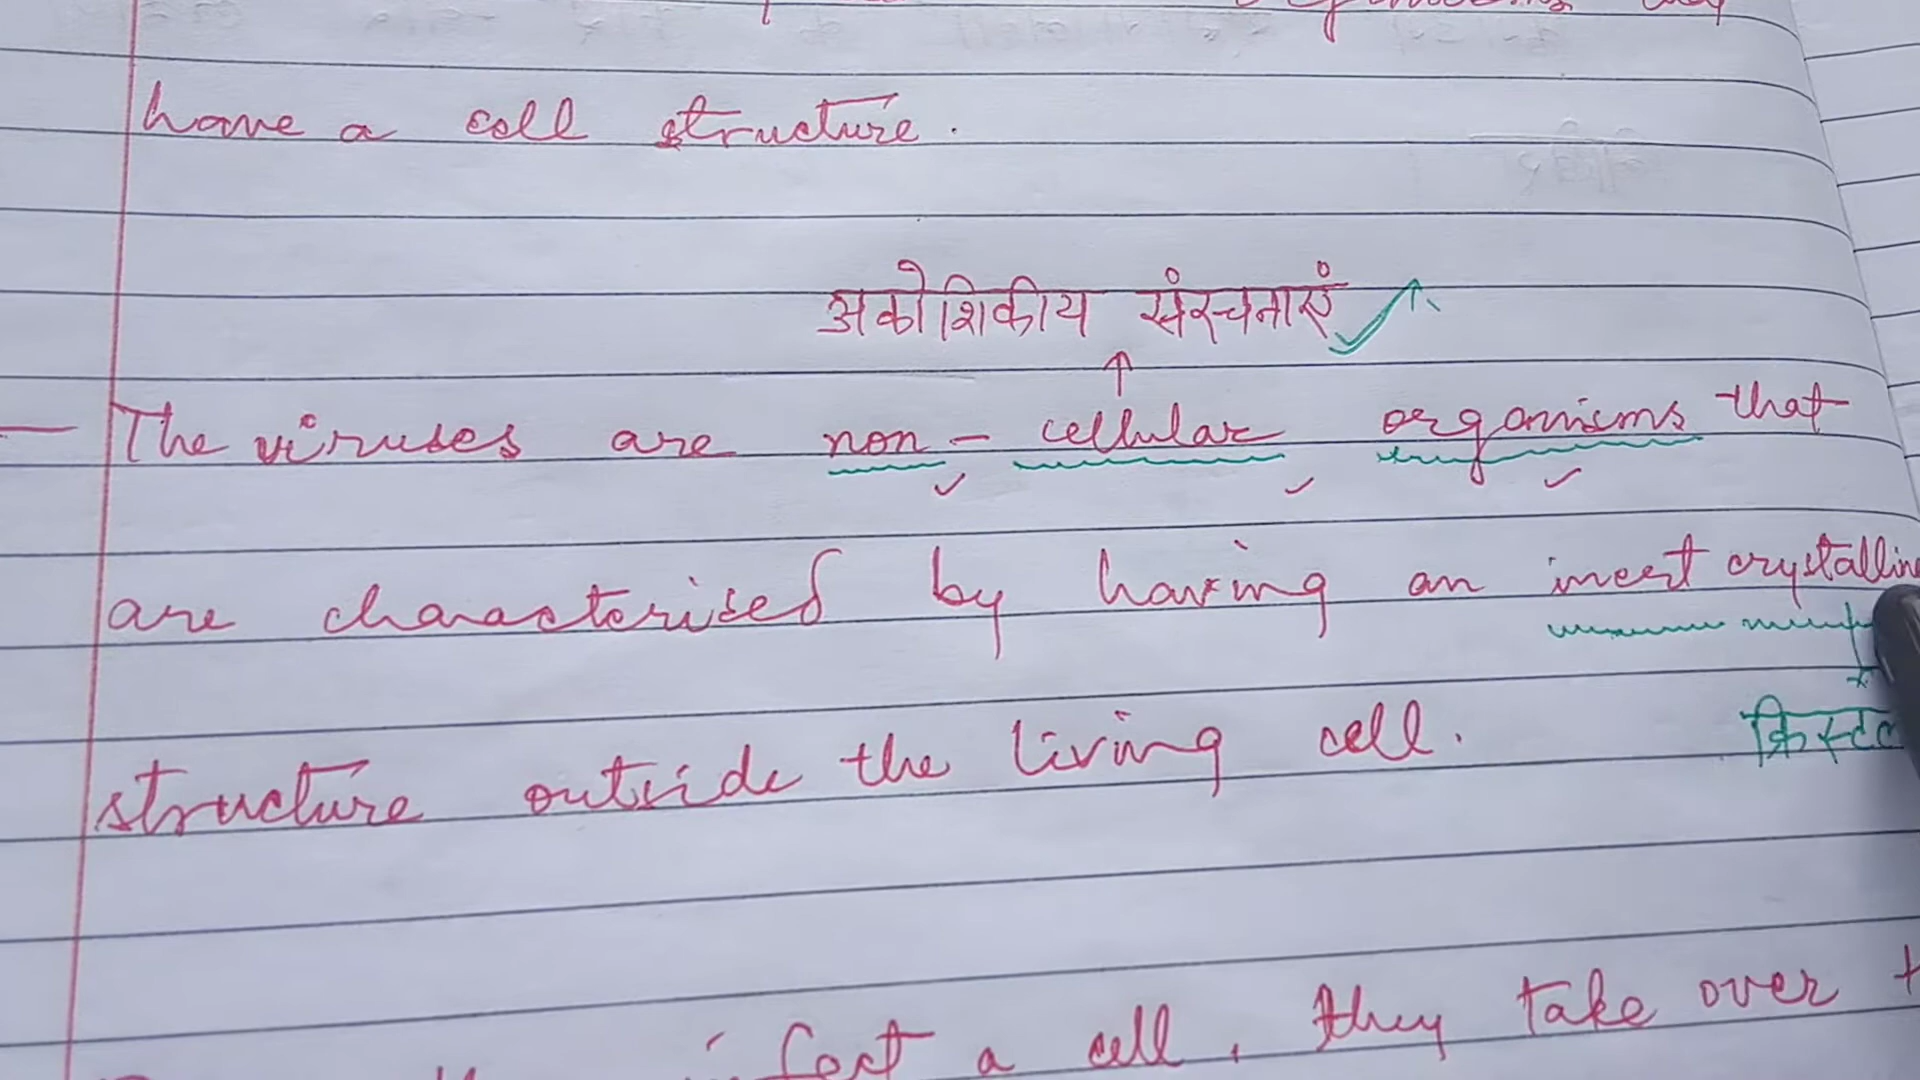 have a cell structure.
अकोशिकीय संरचनाएं
— The viruses are non - cellular organisms that
are characterised by having an inert crystalline
structure outside the living cell.
क्रिस्टल
infect a cell, they take over